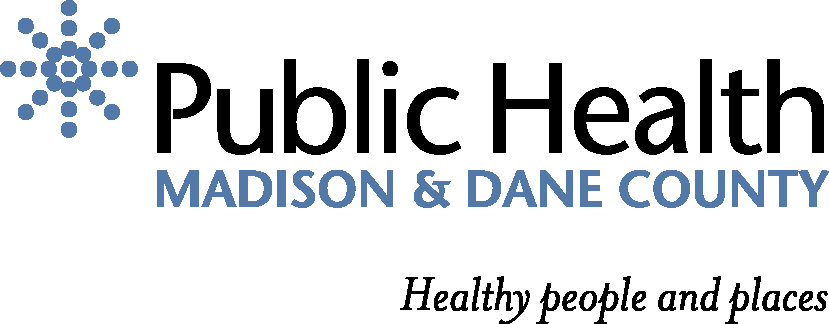 Public Health
MADISON & DANE COUNTY
Healthy people and places